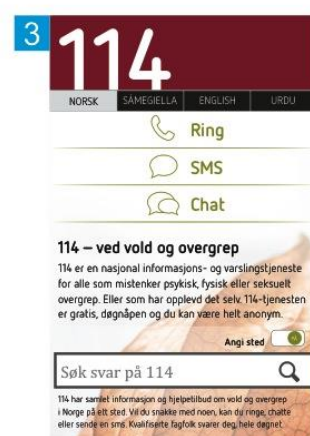 3
114
NORSK SÁMEGIELLA ENGLISH URDU
Ring
SMS
Chat
114 – ved vold og overgrep
114 er en nasjonal informasjons- og varslingstjeneste
for alle som mistenker psykisk, fysisk eller seksuelt
overgrep. Eller som har opplevd det selv. 114-tjenesten
er gratis, døgnåpen og du kan være helt anonym.
Angi sted
Søk svar på 114
114 har samlet informasjon og hjelpetilbud om vold og overgrep
i Norge på ett sted. Vil du snakke med noen, kan du ringe, chatte
eller sende en sms. Kvalifiserte fagfolk svarer deg, hele døgnet.